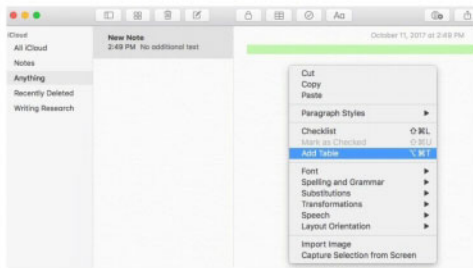 Aa
October 11, 2017 at 2:49 PM
iCloud
All iCloud
Notes
Anything
Recently Deleted
Writing Research
New Note
2:49 PM No additional text
Cut
Copy
Paste
Paragraph Styles
Checklist ⇧⌘L
Mark as Checked ⇧⌘U
Add Table ⌥⌘T
Font
Spelling and Grammar
Substitutions
Transformations
Speech
Layout Orientation
Import Image
Capture Selection from Screen